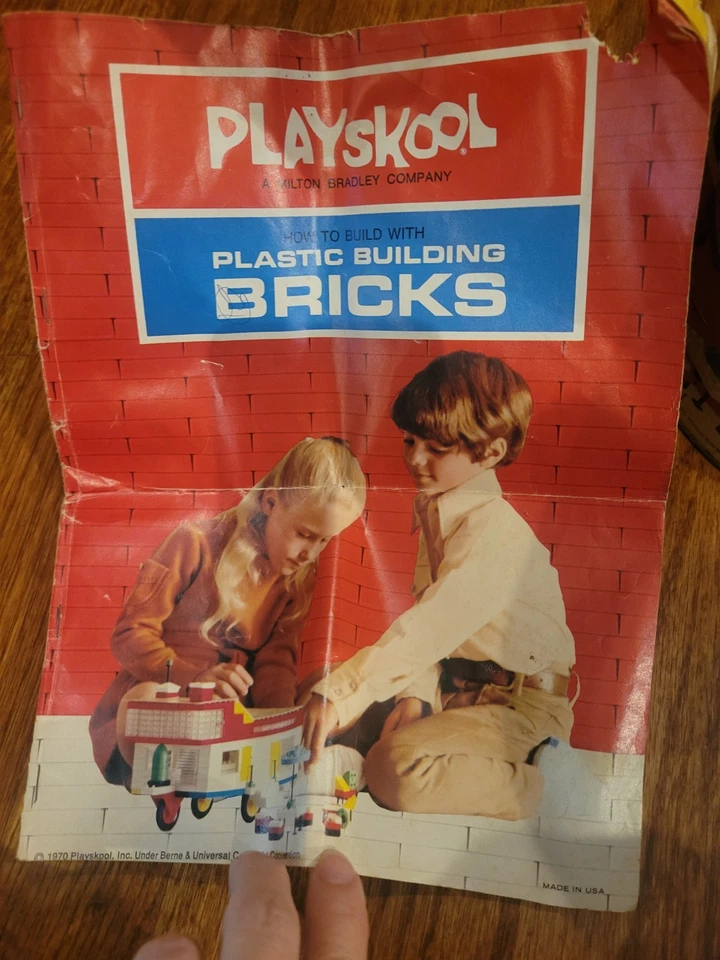 PLAYSKOOL®
A MILTON BRADLEY COMPANY
HOW TO BUILD WITH
PLASTIC BUILDING
BRICKS
© 1970 Playskool, Inc. Under Berne & Universal
MADE IN USA